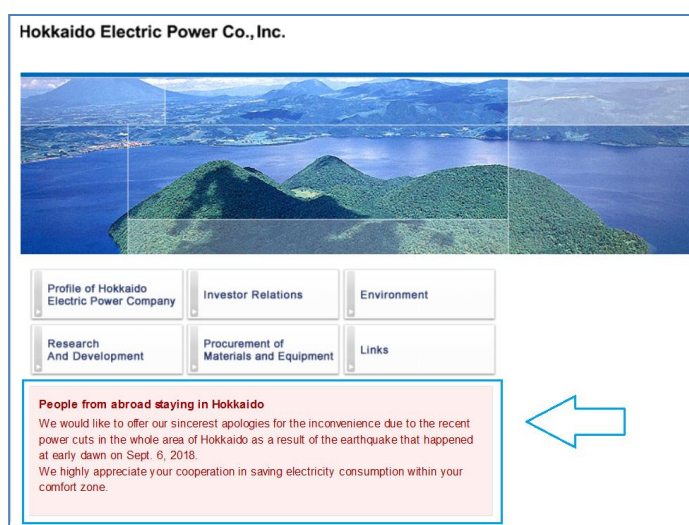 Hokkaido Electric Power Co., Inc.
Profile of Hokkaido
Electric Power Company
Investor Relations
Environment
Research
And Development
Procurement of
Materials and Equipment
Links
People from abroad staying in Hokkaido
We would like to offer our sincerest apologies for the inconvenience due to the recent
power cuts in the whole area of Hokkaido as a result of the earthquake that happened
at early dawn on Sept. 6, 2018.
We highly appreciate your cooperation in saving electricity consumption within your
comfort zone.